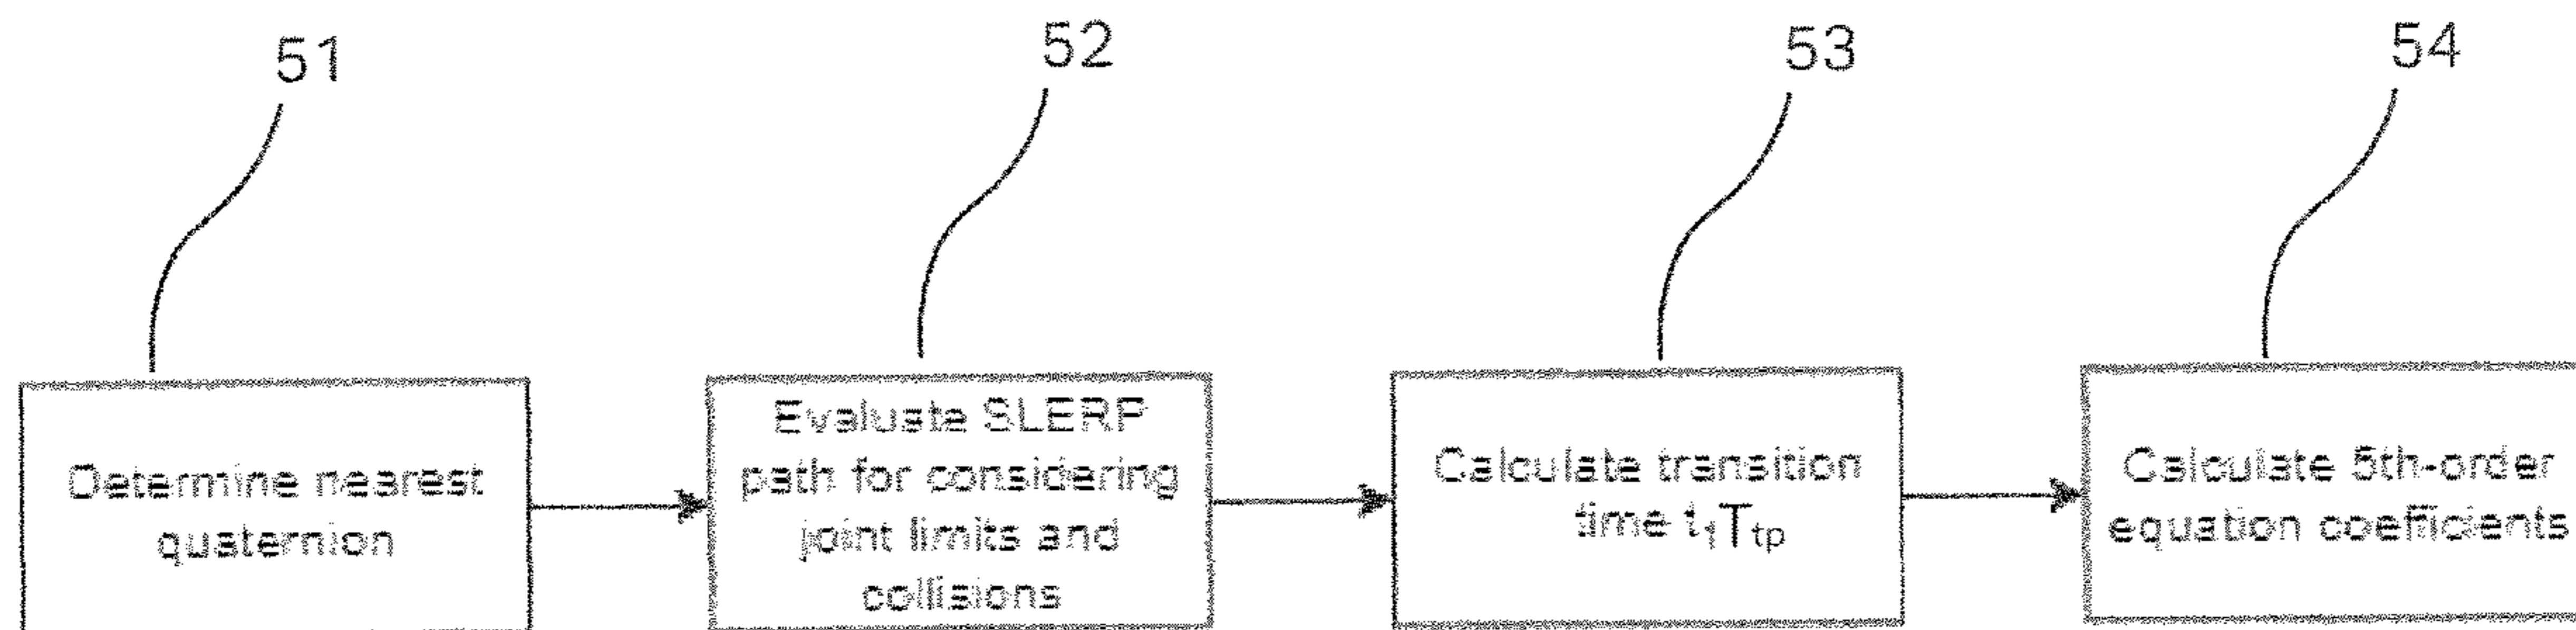 51
52
53
54
Determine nearest
quaternion
Evaluate SLERP
path for considering
joint limits and
collisions
Calculate transition
time t₁Tₜₚ
Calculate 5th-order
equation coefficients